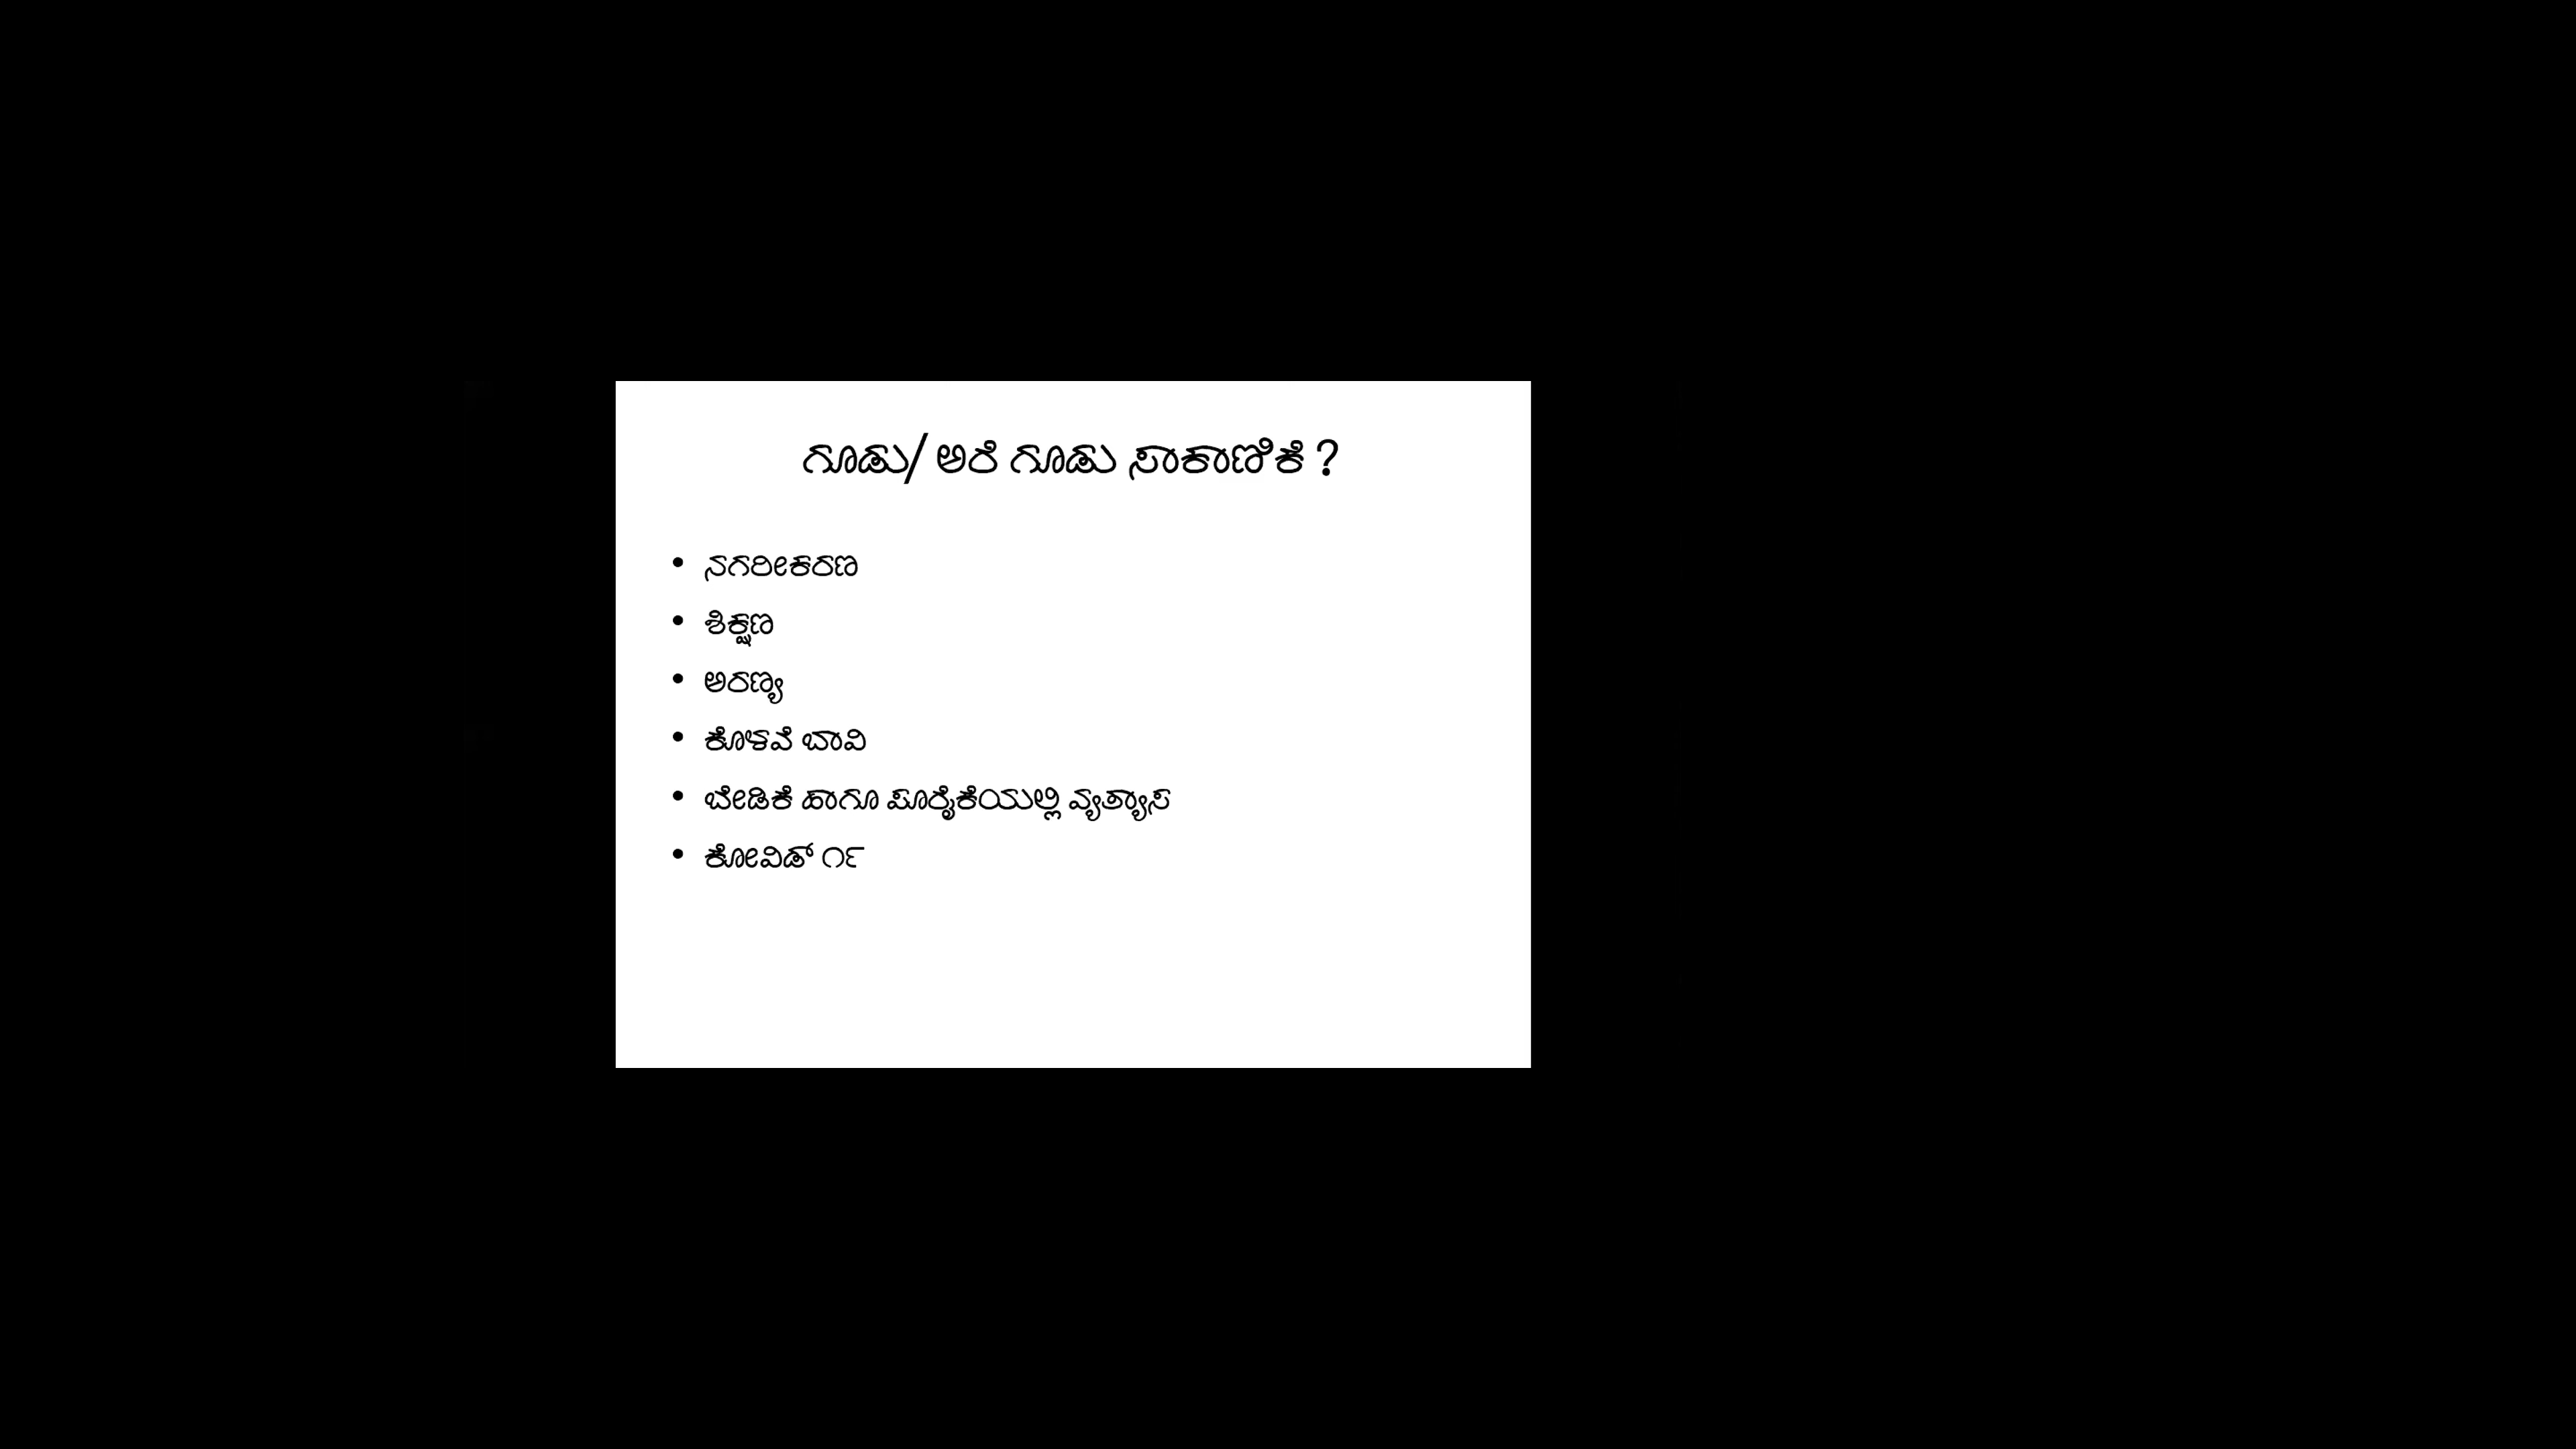 ಗೂಡು/ ಅರೆ ಗೂಡು ಸಾಕಾಣಿಕೆ ?
• ನಗರೀಕರಣ
• ಶಿಕ್ಷಣ
• ಅರಣ್ಯ
• ಕೊಳವೆ ಬಾವಿ
• ಬೇಡಿಕೆ ಹಾಗೂ ಪೂರೈಕೆಯಲ್ಲಿ ವ್ಯತ್ಯಾಸ
• ಕೋವಿಡ್ ೧೯